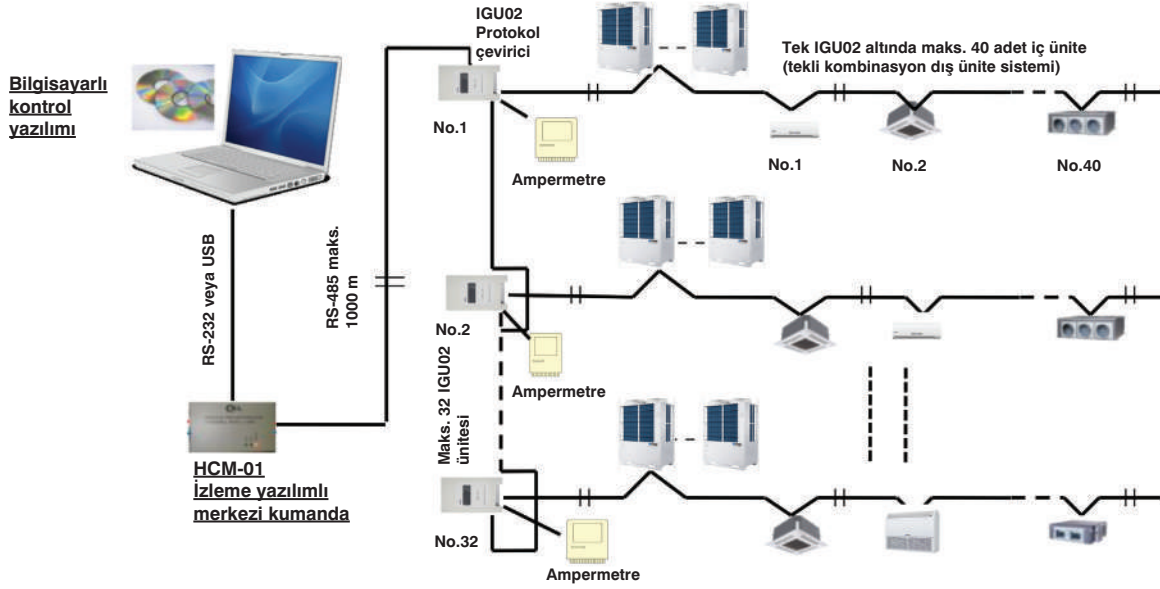 Bilgisayarlı
kontrol
yazılımı
RS-232 veya USB
HCM-01
İzleme yazılımlı
merkezi kumanda
RS-485 maks.
1000 m
IGU02
Protokol
çevirici
No.1
Ampermetre
Tek IGU02 altında maks. 40 adet iç ünite
(tekli kombinasyon dış ünite sistemi)
No.1
No.2
No.40
No.2
Ampermetre
Maks. 32 IGU02
ünitesi
No.32
Ampermetre